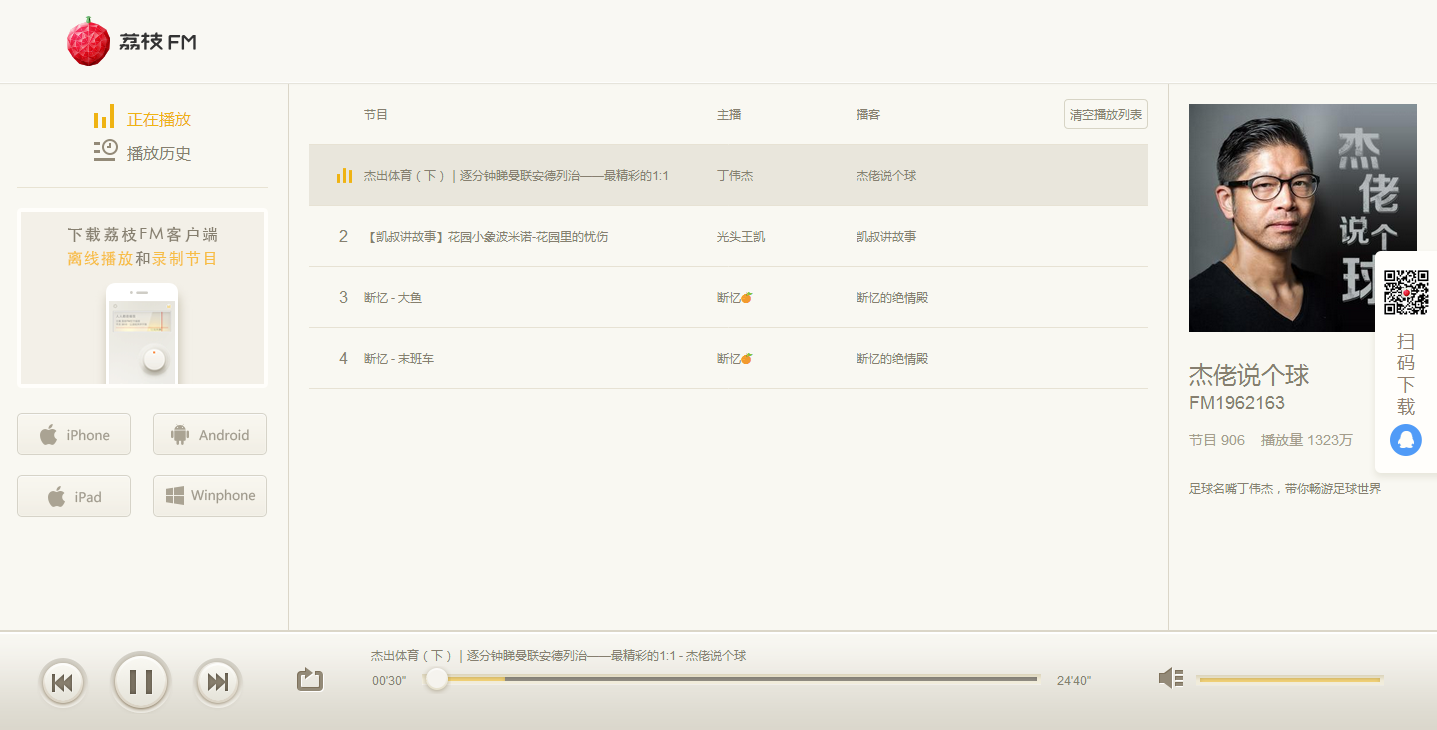 荔枝 FM
正在播放
播放历史
下载荔枝FM客户端
离线播放和录制节目
iPhone
Android
iPad
Winphone
节目 主播 播客 清空播放列表
杰出体育（下）｜逐分钟睇曼联安德列治——最精彩的1:1 丁伟杰 杰佬说个球
2 【凯叔讲故事】花园小象波米诺-花园里的忧伤 光头王凯 凯叔讲故事
3 断忆 - 大鱼 断忆🍊 断忆的绝情殿
4 断忆 - 末班车 断忆🍊 断忆的绝情殿
杰佬说个球
扫码下载
杰佬说个球
FM1962163
节目 906 播放量 1323万
足球名嘴丁伟杰，带你畅游足球世界
杰出体育（下）｜逐分钟睇曼联安德列治——最精彩的1:1 - 杰佬说个球
00'30"
24'40"